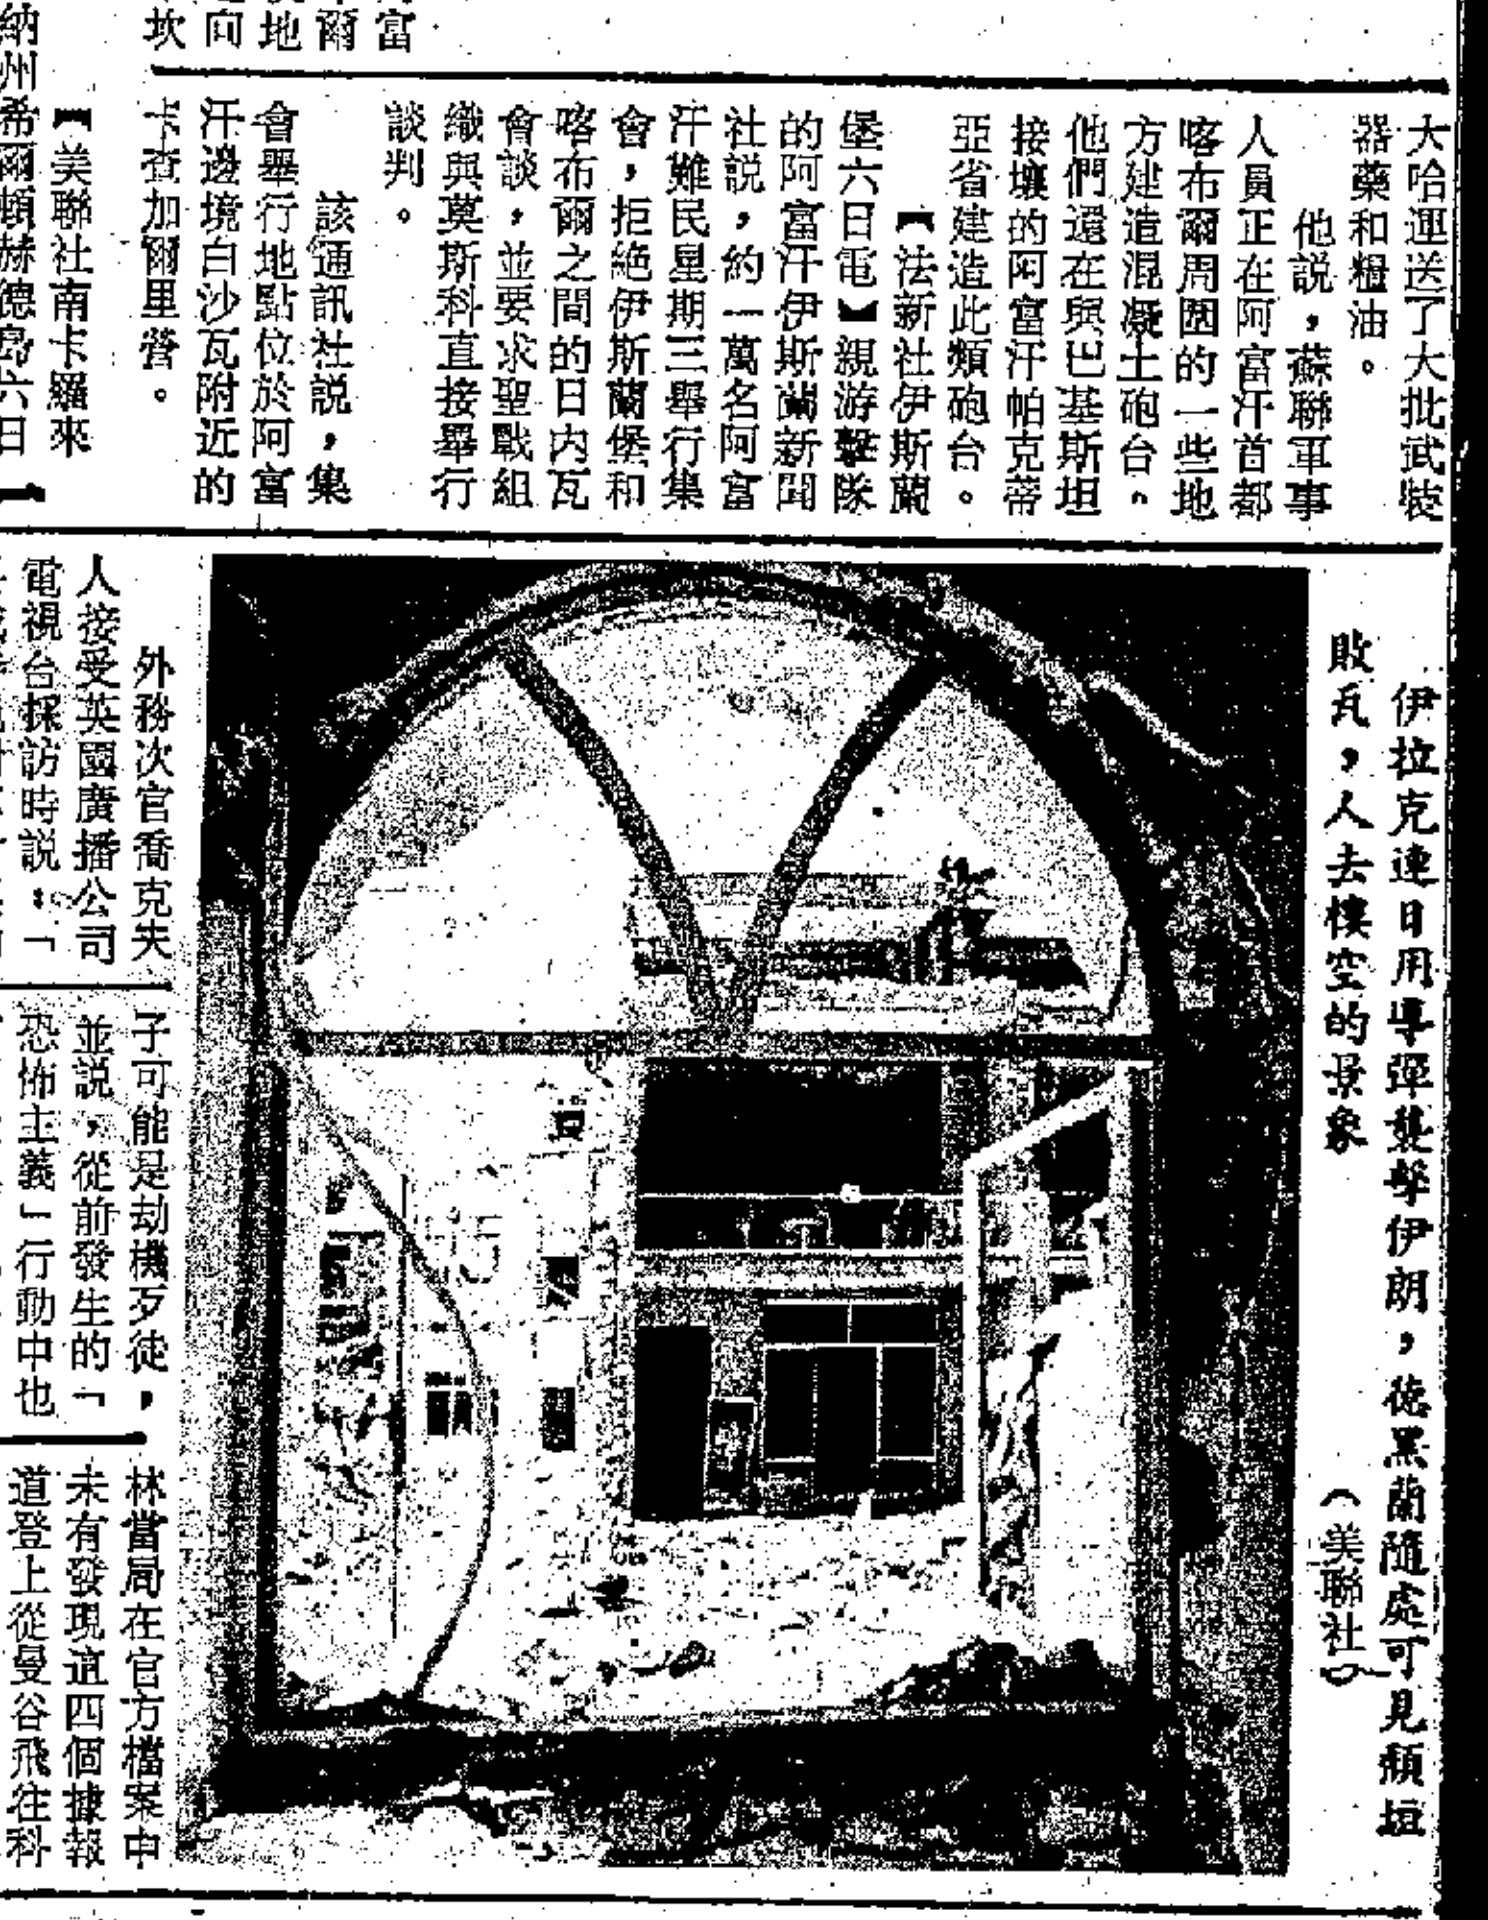 坎向地爾富
大哈運送了大批武裝
器藥和糧油。
他説，蘇聯軍事
人員正在阿富汗首都
喀布爾周圍的一些地
方建造混凝土砲台。
他們還在與巴基斯坦
接壤的阿富汗帕克蒂
亞省建造此類砲台。
【法新社伊斯蘭
堡六日電】親游擊隊
的阿富汗伊斯蘭新聞
社説，約一萬名阿富
汗難民星期三舉行集
會，拒絶伊斯蘭堡和
喀布爾之間的日内瓦
會談，並要求聖戰組
織與莫斯科直接舉行
談判。
該通訊社説，集
會舉行地點位於阿富
汗邊境白沙瓦附近的
卡查加爾里營。
【美聯社南卡羅來
納州希爾頓赫德島六日
伊拉克連日用導彈襲擊伊朗，德黑蘭隨處可見頹垣
敗瓦，人去樓空的景象
（美聯社）
外務次官喬克失
人接受英國廣播公司
電視台採訪時説：「
子可能是劫機歹徒，
並説，從前發生的「
恐怖主義」行動中也
林當局在官方檔案中
未有發現這四個據報
道登上從曼谷飛往科